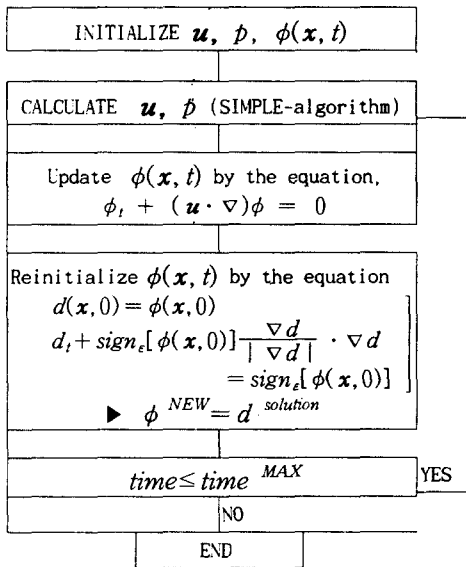 INITIALIZE u, p, ϕ(x, t)
CALCULATE u, p (SIMPLE-algorithm)
Update ϕ(x, t) by the equation,
ϕ_t + (u · ∇)ϕ = 0
Reinitialize ϕ(x, t) by the equation
d(x, 0) = ϕ(x, 0)
d_t + sign_ε[ϕ(x, 0)] ∇d / |∇d| · ∇d
= sign_ε[ϕ(x, 0)]
▶ ϕ^NEW = d^solution
time ≤ time^MAX
YES
NO
END